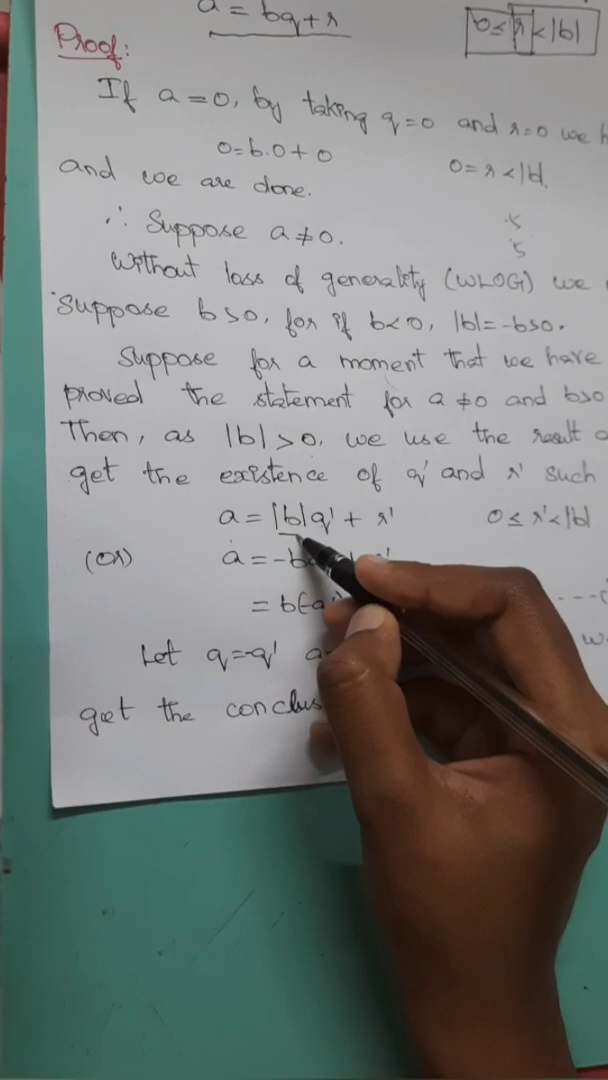 a = bq + r
0 ≤ r < |b|
Proof:
If a = 0, by taking q = 0 and r = 0 we
0 = b.0 + 0
0 = r < |b|.
and we are done.
∴ Suppose a ≠ 0.
Without loss of generality (WLOG) we
Suppose b > 0, for if b < 0, |b| = -b > 0.
Suppose for a moment that we have
proved the statement for a ≠ 0 and b > 0
Then, as |b| > 0, we use the result
get the existence of q' and r' such
a = |b|q' + r'
0 ≤ r' < |b|
(or)
a = -b
= b(-q'
Let q = -q'
get the conclus